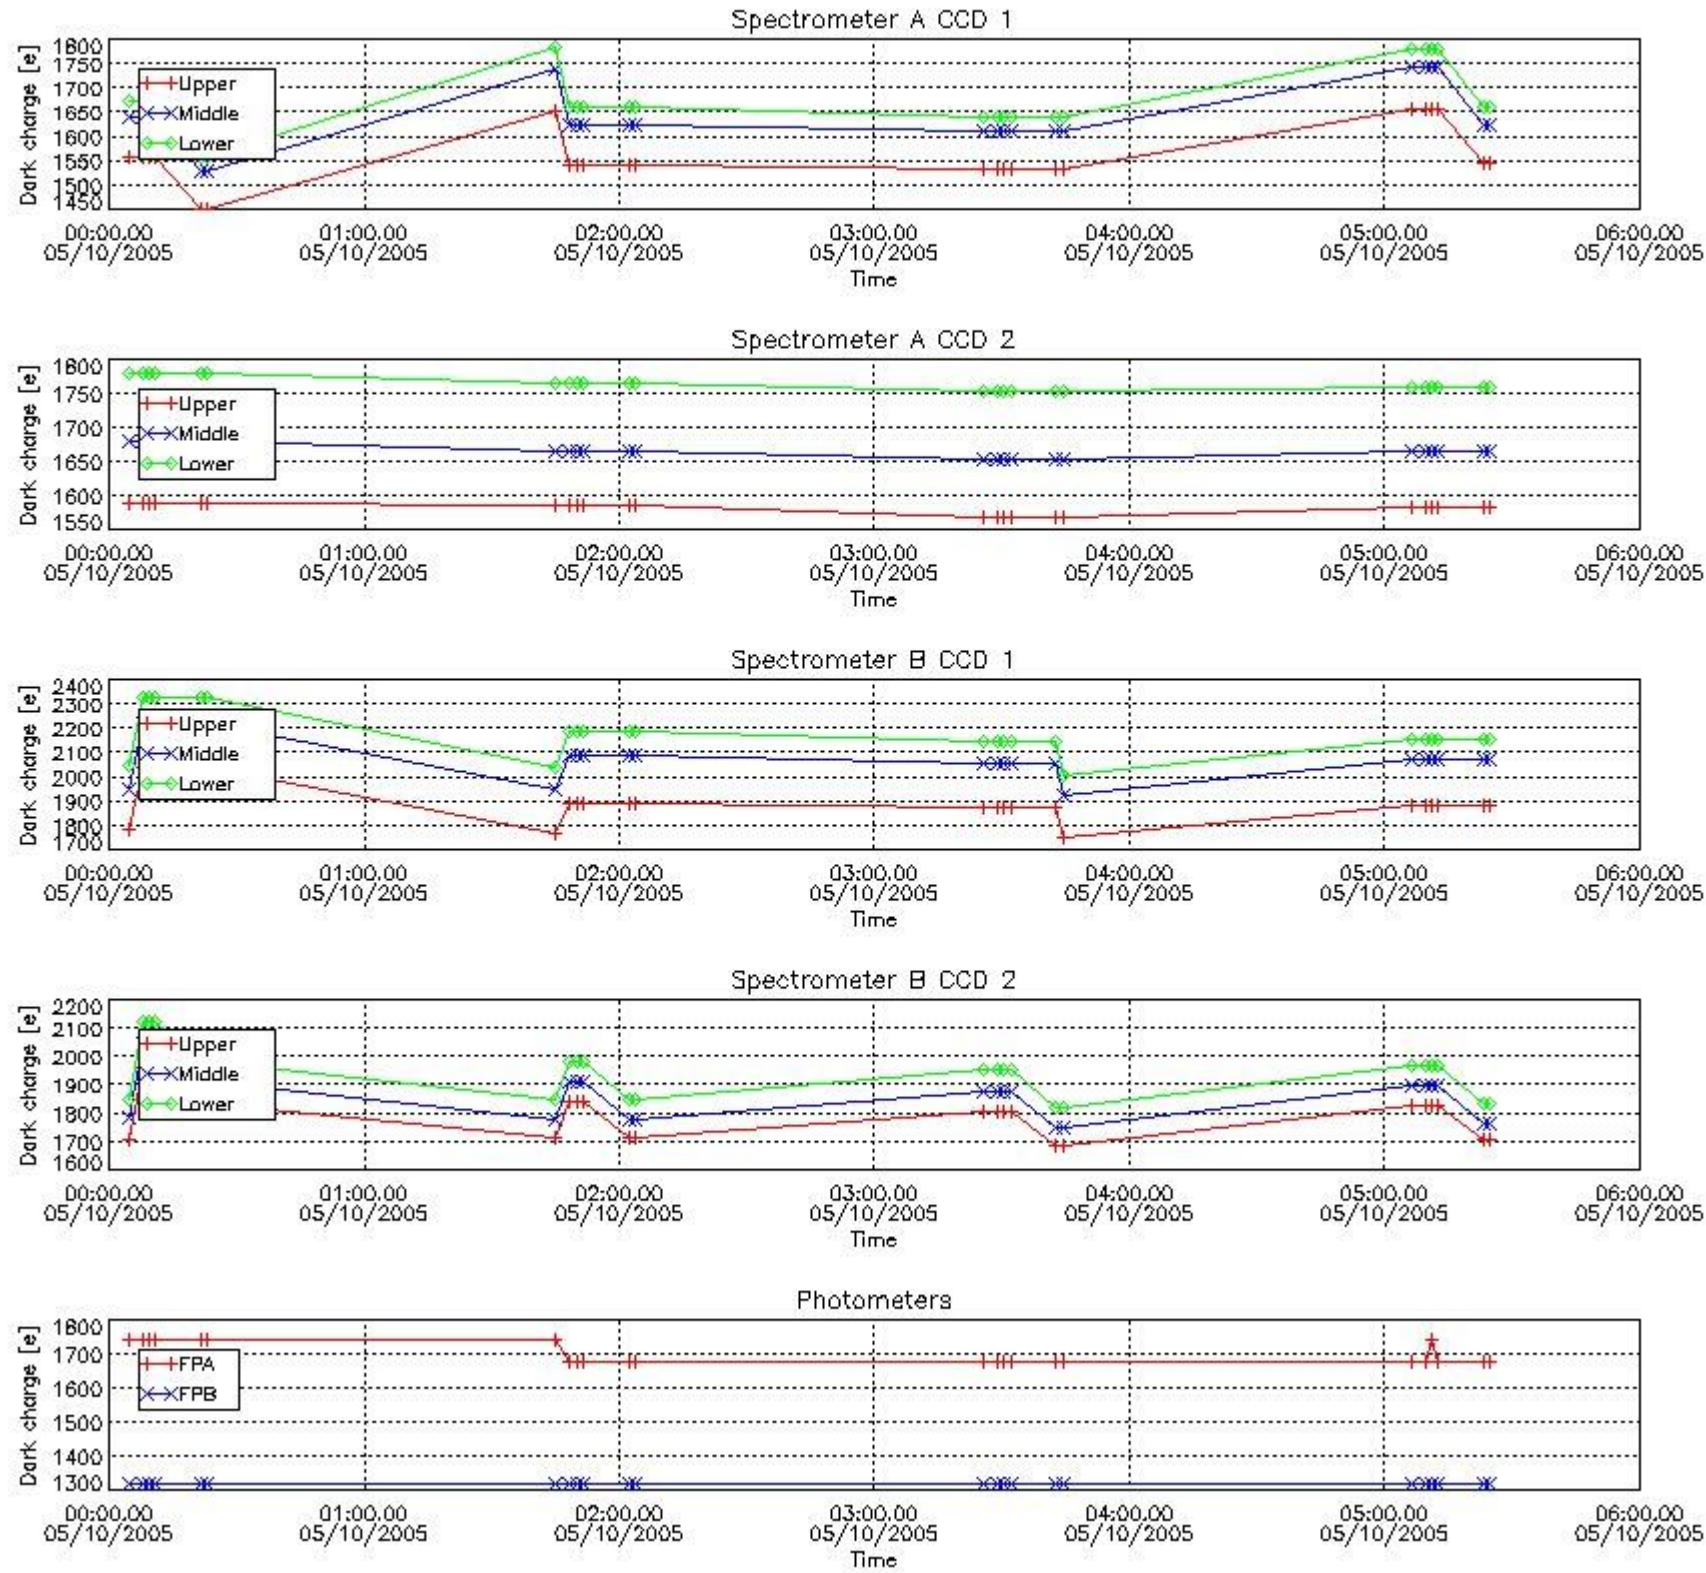 Spectrometer A CCD 1
Dark charge [e]
1800
1750
1700
1650
1600
1550
1500
1450
Upper
Middle
Lower
00:00.00 01:00.00 02:00.00 03:00.00 04:00.00 05:00.00 06:00.00
05/10/2005 05/10/2005 05/10/2005 05/10/2005 05/10/2005 05/10/2005 05/10/2005
Time
Spectrometer A CCD 2
Dark charge [e]
1800
1750
1700
1650
1600
1550
Upper
Middle
Lower
00:00.00 01:00.00 02:00.00 03:00.00 04:00.00 05:00.00 06:00.00
05/10/2005 05/10/2005 05/10/2005 05/10/2005 05/10/2005 05/10/2005 05/10/2005
Time
Spectrometer B CCD 1
Dark charge [e]
2400
2300
2200
2100
2000
1900
1800
1700
Upper
Middle
Lower
00:00.00 01:00.00 02:00.00 03:00.00 04:00.00 05:00.00 06:00.00
05/10/2005 05/10/2005 05/10/2005 05/10/2005 05/10/2005 05/10/2005 05/10/2005
Time
Spectrometer B CCD 2
Dark charge [e]
2200
2100
2000
1900
1800
1700
1600
Upper
Middle
Lower
00:00.00 01:00.00 02:00.00 03:00.00 04:00.00 05:00.00 06:00.00
05/10/2005 05/10/2005 05/10/2005 05/10/2005 05/10/2005 05/10/2005 05/10/2005
Time
Photometers
Dark charge [e]
1800
1700
1600
1500
1400
1300
FPA
FPB
00:00.00 01:00.00 02:00.00 03:00.00 04:00.00 05:00.00 06:00.00
05/10/2005 05/10/2005 05/10/2005 05/10/2005 05/10/2005 05/10/2005 05/10/2005
Time